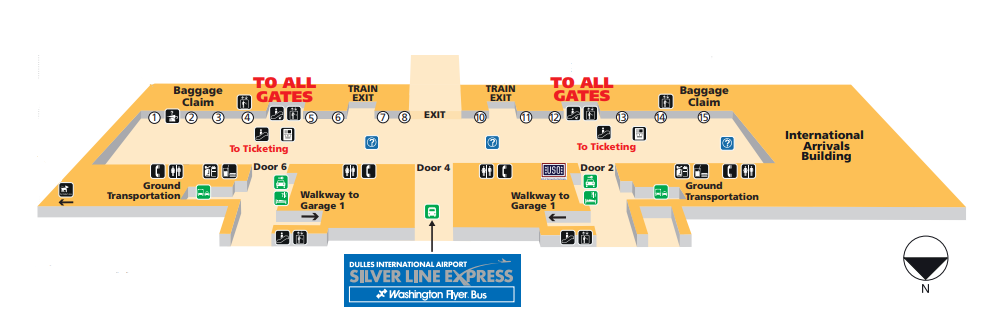 TO ALL
GATES
TO ALL
GATES
Baggage
Claim
TRAIN
EXIT
TRAIN
EXIT
Baggage
Claim
1 2 3 4 5 6 7 8 EXIT 10 11 12 13 14 15
To Ticketing
To Ticketing
International
Arrivals
Building
Door 6
Door 4
USO
Door 2
Ground
Transportation
Walkway to
Garage 1
Walkway to
Garage 1
Ground
Transportation
DULLES INTERNATIONAL AIRPORT
SILVER LINE EXPRESS
Washington Flyer Bus
N